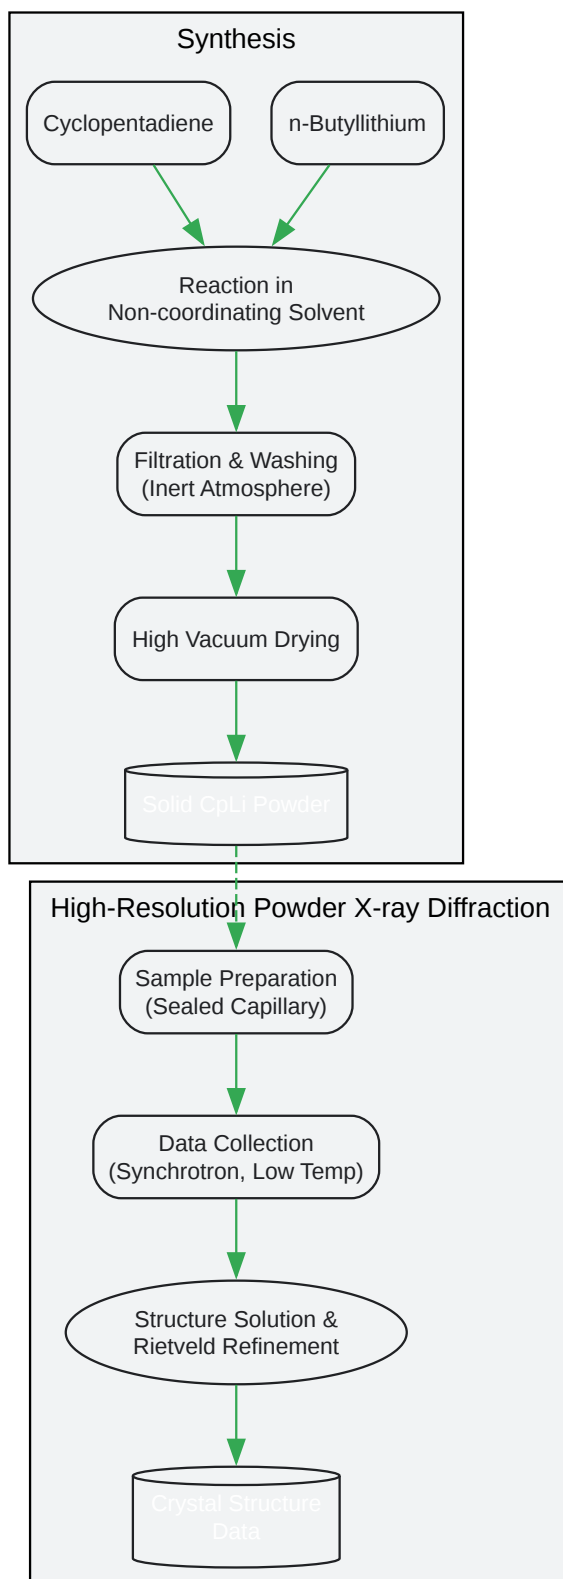 Synthesis
Cyclopentadiene
n-Butyllithium
Reaction in
Non-coordinating Solvent
Filtration & Washing
(Inert Atmosphere)
High Vacuum Drying
Solid CpLi Powder
High-Resolution Powder X-ray Diffraction
Sample Preparation
(Sealed Capillary)
Data Collection
(Synchrotron, Low Temp)
Structure Solution &
Rietveld Refinement
Crystal Structure
Data